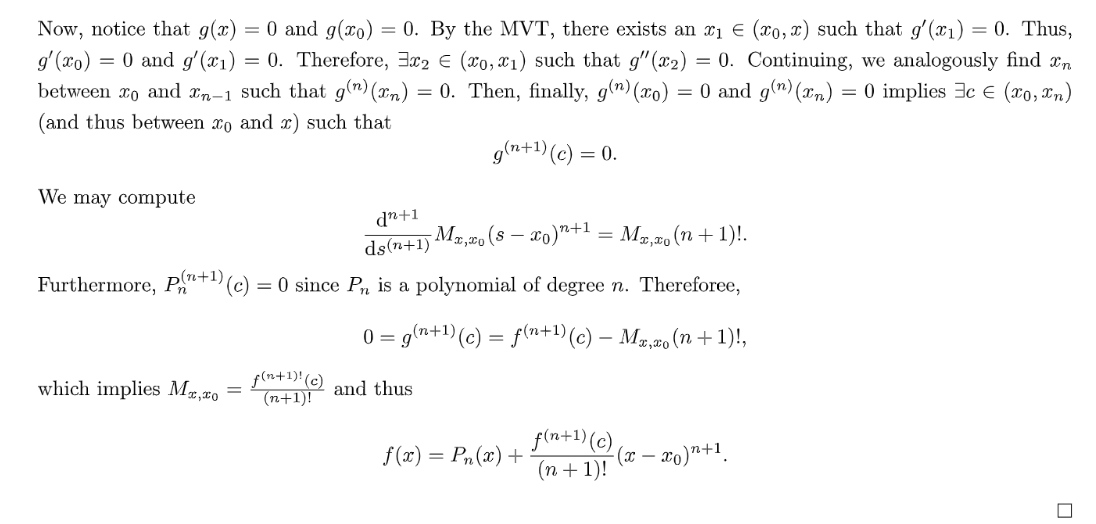 Now, notice that g(x) = 0 and g(x₀) = 0. By the MVT, there exists an x₁ ∈ (x₀, x) such that g′(x₁) = 0. Thus,
g′(x₀) = 0 and g′(x₁) = 0. Therefore, ∃x₂ ∈ (x₀, x₁) such that g″(x₂) = 0. Continuing, we analogously find xₙ
between x₀ and xₙ₋₁ such that g⁽ⁿ⁾(xₙ) = 0. Then, finally, g⁽ⁿ⁾(x₀) = 0 and g⁽ⁿ⁾(xₙ) = 0 implies ∃c ∈ (x₀, xₙ)
(and thus between x₀ and x) such that
g⁽ⁿ⁺¹⁾(c) = 0.
We may compute
dⁿ⁺¹/ds⁽ⁿ⁺¹⁾ M_{x,x₀}(s − x₀)ⁿ⁺¹ = M_{x,x₀}(n + 1)!.
Furthermore, Pₙ⁽ⁿ⁺¹⁾(c) = 0 since Pₙ is a polynomial of degree n. Thereforee,
0 = g⁽ⁿ⁺¹⁾(c) = f⁽ⁿ⁺¹⁾(c) − M_{x,x₀}(n + 1)!,
which implies M_{x,x₀} = f⁽ⁿ⁺¹⁾!(c)/(n+1)! and thus
f(x) = Pₙ(x) + f⁽ⁿ⁺¹⁾(c)/(n + 1)! (x − x₀)ⁿ⁺¹.
□